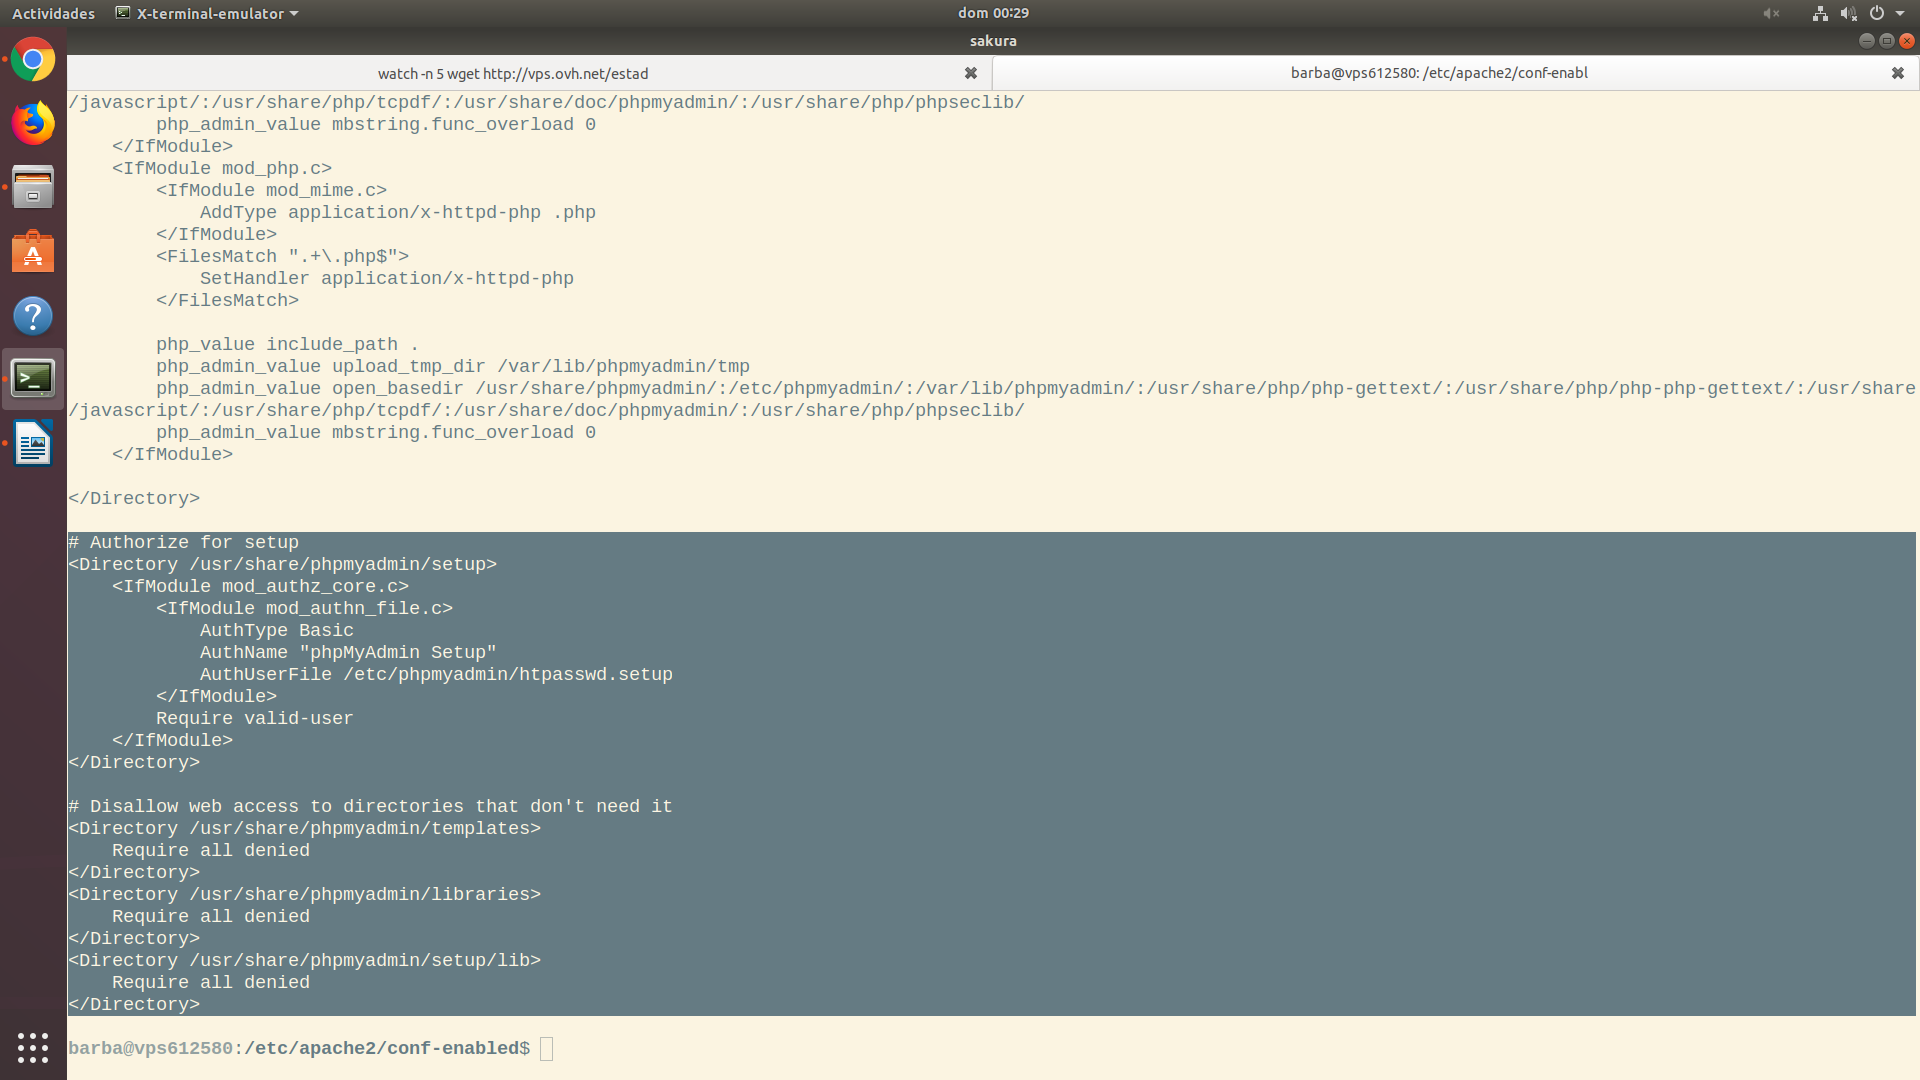 Actividades X-terminal-emulator dom 00:29
sakura
watch -n 5 wget http://vps.ovh.net/estad barba@vps612580: /etc/apache2/conf-enabl
/javascript/:/usr/share/php/tcpdf/:/usr/share/doc/phpmyadmin/:/usr/share/php/phpseclib/
        php_admin_value mbstring.func_overload 0
    </IfModule>
    <IfModule mod_php.c>
        <IfModule mod_mime.c>
            AddType application/x-httpd-php .php
        </IfModule>
        <FilesMatch ".+\.php$">
            SetHandler application/x-httpd-php
        </FilesMatch>
        php_value include_path .
        php_admin_value upload_tmp_dir /var/lib/phpmyadmin/tmp
        php_admin_value open_basedir /usr/share/phpmyadmin/:/etc/phpmyadmin/:/var/lib/phpmyadmin/:/usr/share/php/php-gettext/:/usr/share/php/php-php-gettext/:/usr/share
/javascript/:/usr/share/php/tcpdf/:/usr/share/doc/phpmyadmin/:/usr/share/php/phpseclib/
        php_admin_value mbstring.func_overload 0
    </IfModule>
</Directory>
# Authorize for setup
<Directory /usr/share/phpmyadmin/setup>
    <IfModule mod_authz_core.c>
        <IfModule mod_authn_file.c>
            AuthType Basic
            AuthName "phpMyAdmin Setup"
            AuthUserFile /etc/phpmyadmin/htpasswd.setup
        </IfModule>
        Require valid-user
    </IfModule>
</Directory>
# Disallow web access to directories that don't need it
<Directory /usr/share/phpmyadmin/templates>
    Require all denied
</Directory>
<Directory /usr/share/phpmyadmin/libraries>
    Require all denied
</Directory>
<Directory /usr/share/phpmyadmin/setup/lib>
    Require all denied
</Directory>
barba@vps612580:/etc/apache2/conf-enabled$